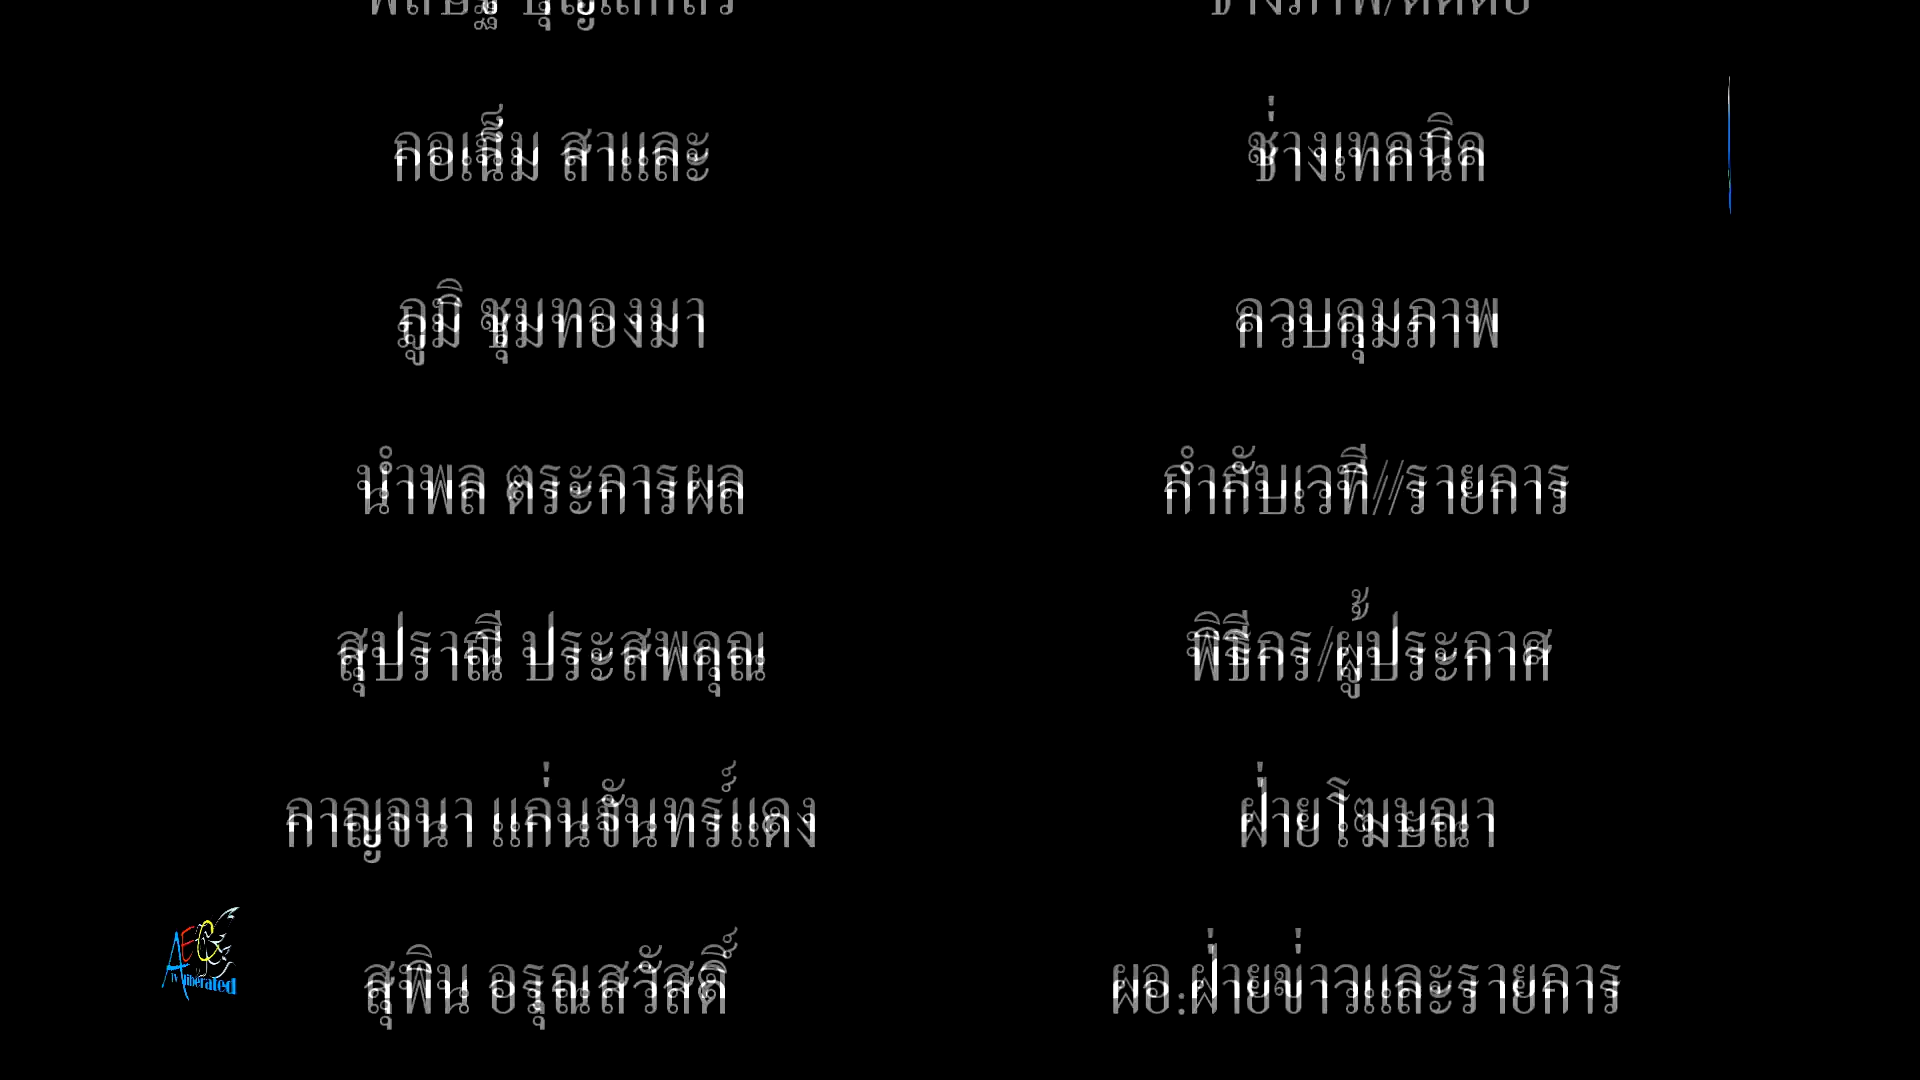 กอเซ็ม สาและ ช่างเทคนิค
ภูมิ ชุมทองมา ควบคุมภาพ
นำพล ตระการผล กำกับเวที//รายการ
สุปราณี ประสพคุณ พิธีกร/ผู้ประกาศ
กาญจนา แก่นจันทร์แดง ฝ่ายโฆษณา
สุพิน อรุณสวัสดิ์ ผอ.ฝ่ายข่าวและรายการ
AEC
TV liberated